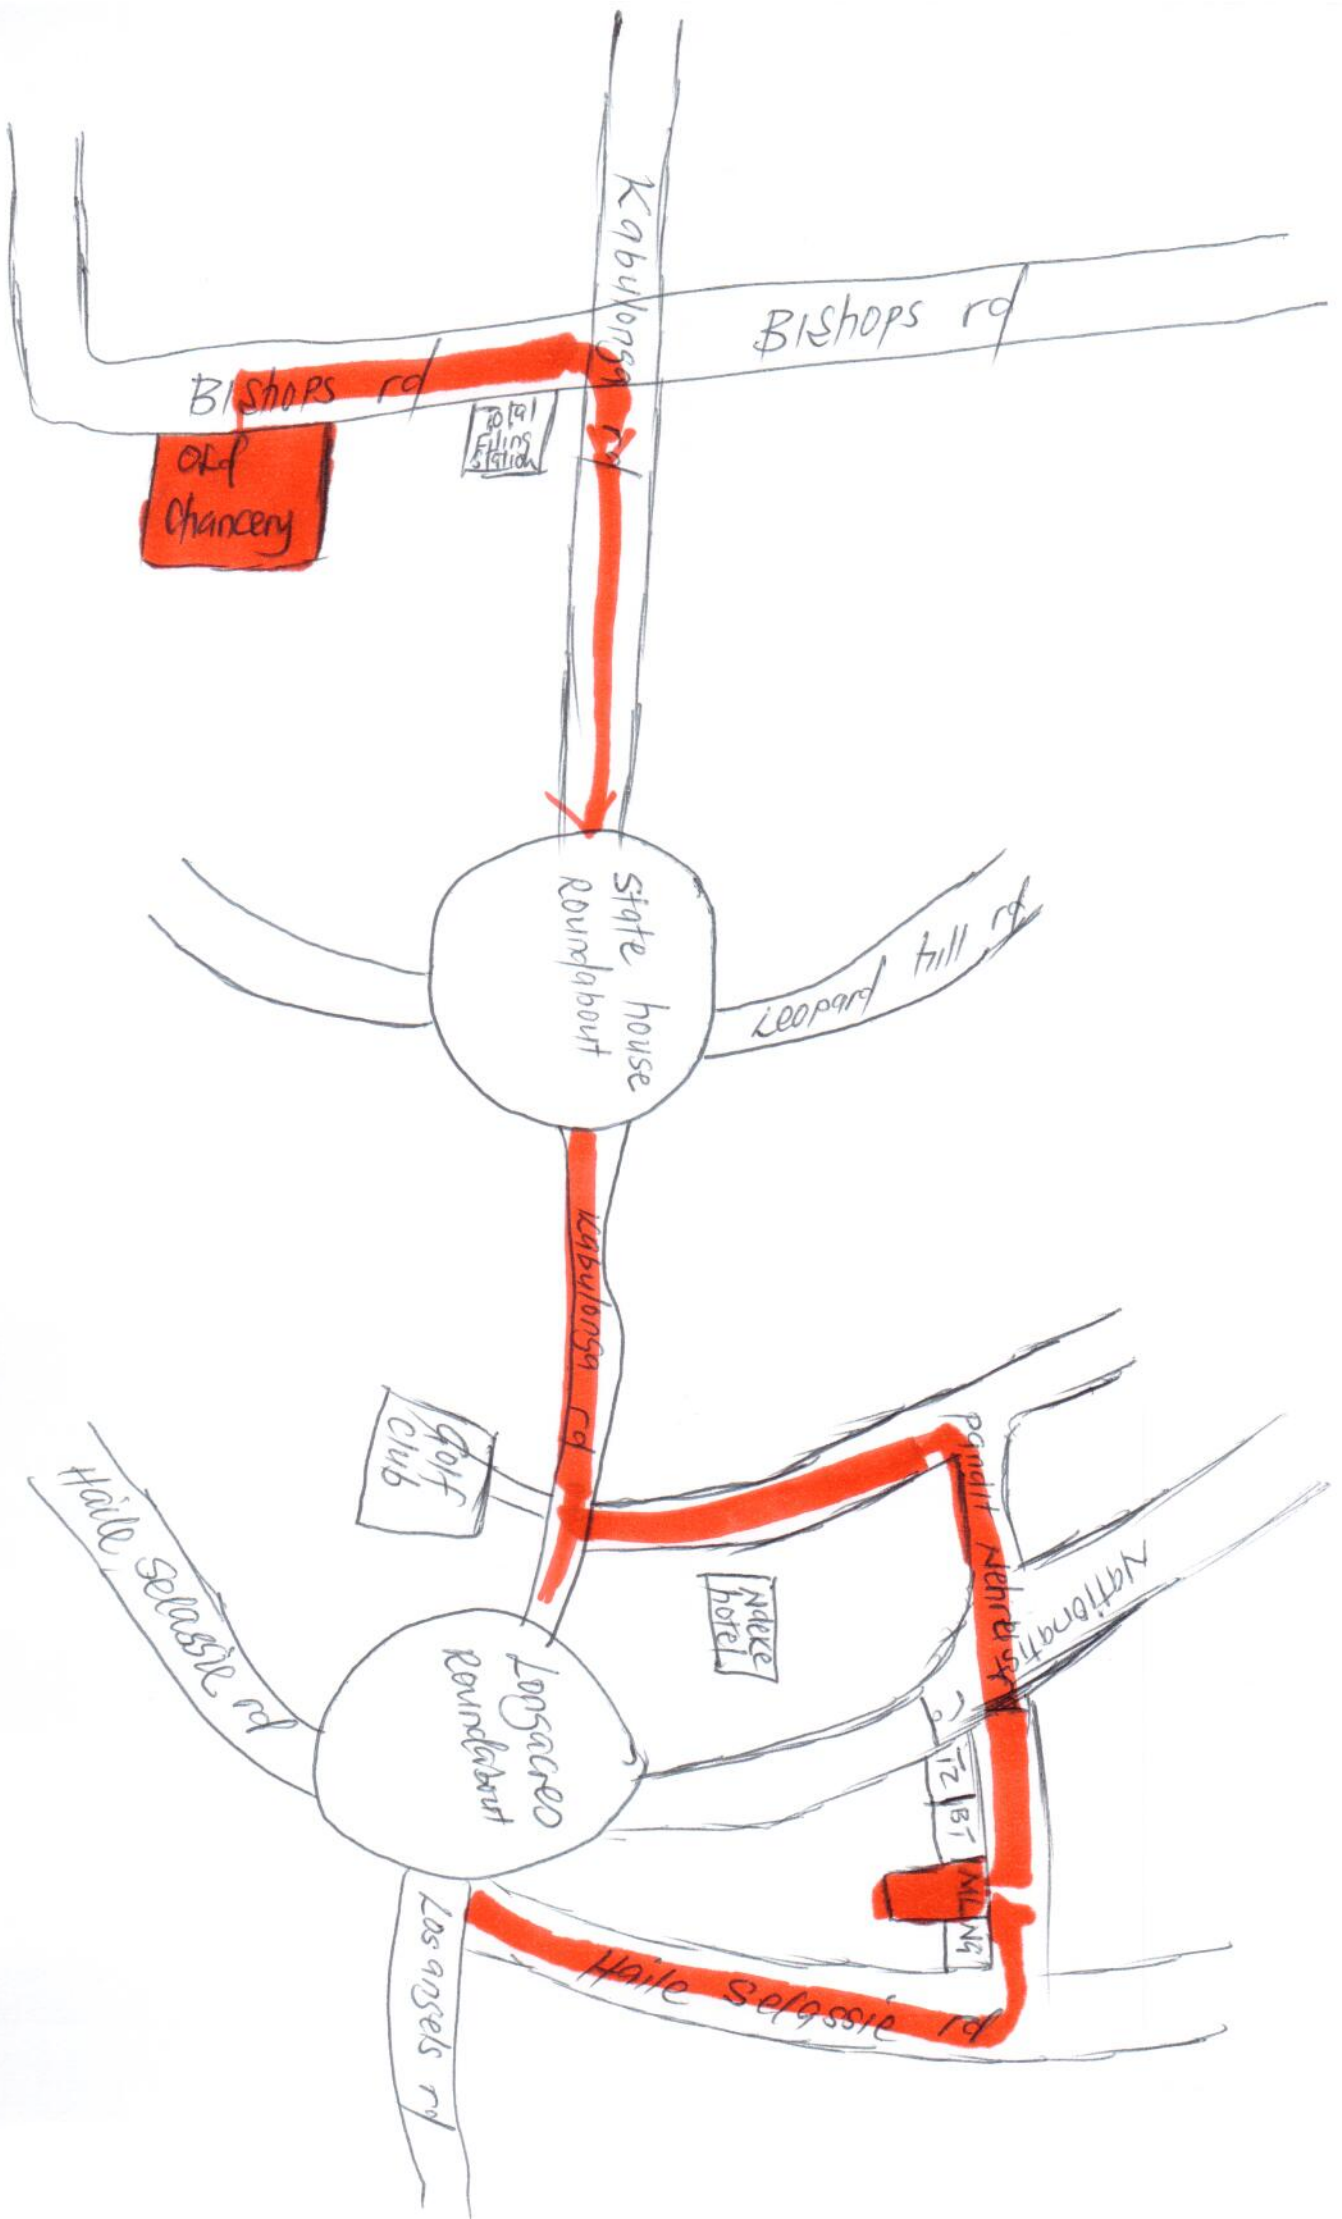 Kabulonga rd
Bishops rd
Bishops rd
Total
Filing
Station
Old
Chancery
State house
Roundabout
Leopard hill rd
Kabulonga rd
Golf
Club
Pandit Nehru
Nationalist
Haile Selassie rd
Ndeke
hotel
Longacres
Roundabout
TZ
BT
ML
NG
Haile Selassie rd
Los angels rd